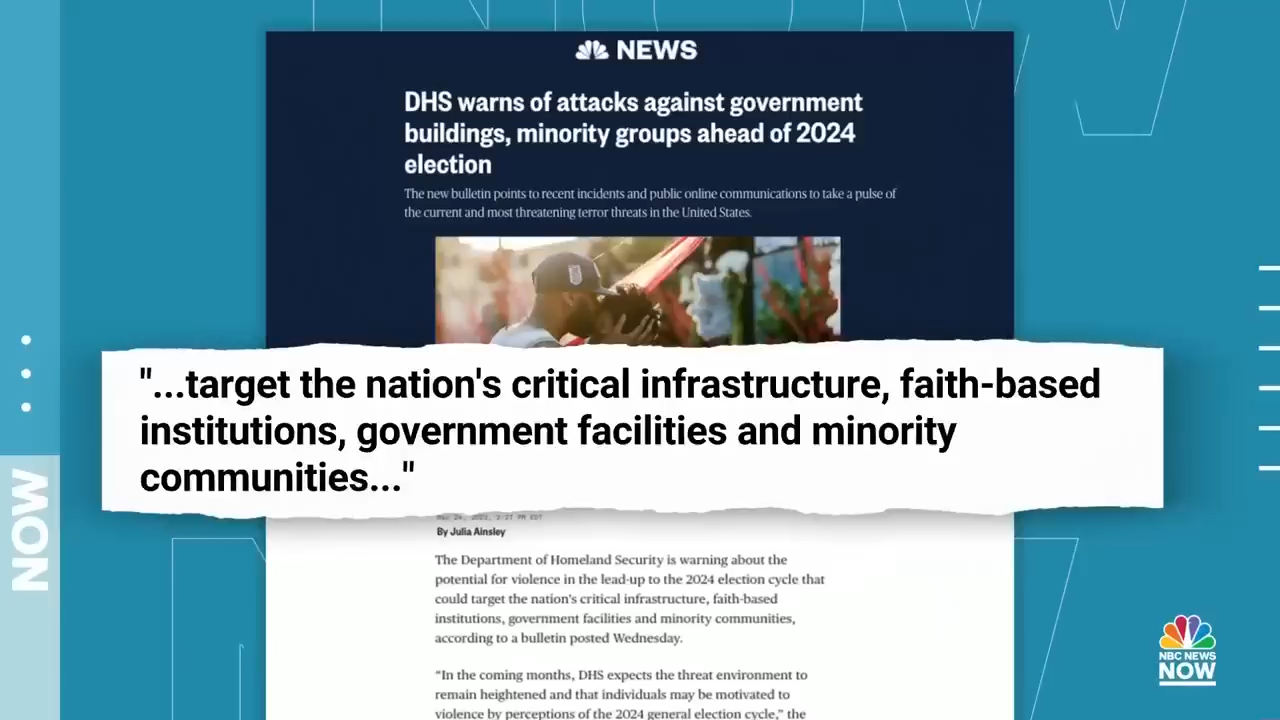 NEWS
DHS warns of attacks against government
buildings, minority groups ahead of 2024
election
The new bulletin points to recent incidents and public online communications to take a pulse of
the current and most threatening terror threats in the United States.
"...target the nation's critical infrastructure, faith-based
institutions, government facilities and minority
communities..."
By Julia Ainsley
The Department of Homeland Security is warning about the
potential for violence in the lead-up to the 2024 election cycle that
could target the nation's critical infrastructure, faith-based
institutions, government facilities and minority communities,
according to a bulletin posted Wednesday.
“In the coming months, DHS expects the threat environment to
remain heightened and that individuals may be motivated to
violence by perceptions of the 2024 general election cycle,” the
NOW
NBC NEWS
NOW